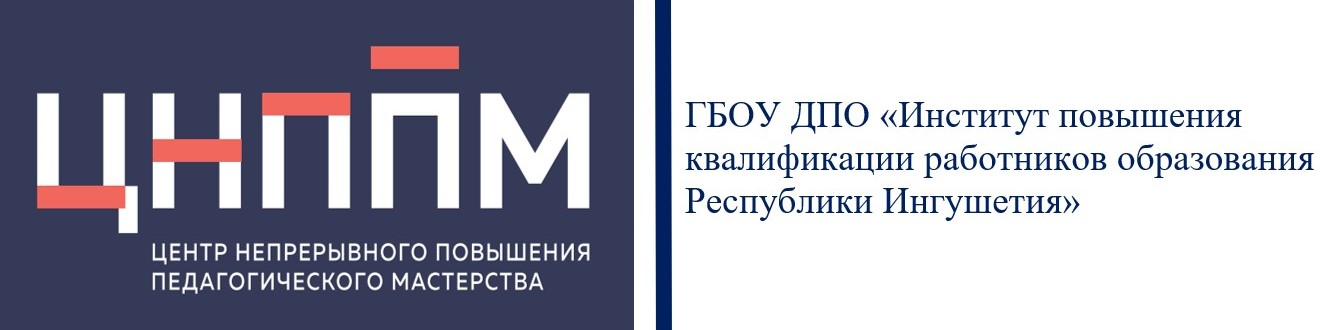 ЦНППМ
ЦЕНТР НЕПРЕРЫВНОГО ПОВЫШЕНИЯ
ПЕДАГОГИЧЕСКОГО МАСТЕРСТВА
ГБОУ ДПО «Институт повышения
квалификации работников образования
Республики Ингушетия»